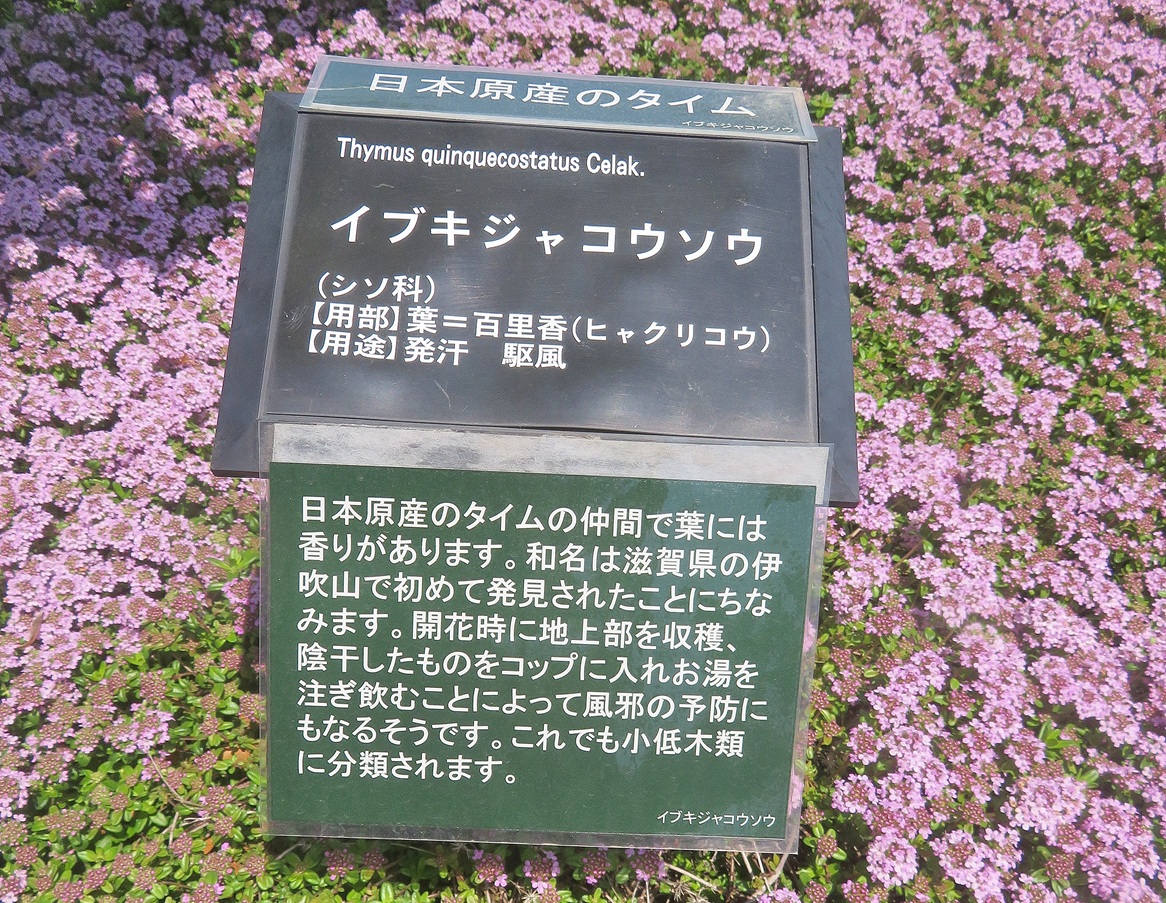 日本原産のタイム
イブキジャコウソウ
Thymus quinquecostatus Celak.
イブキジャコウソウ
(シソ科)
【用部】葉＝百里香(ヒャクリコウ)
【用途】発汗　駆風
日本原産のタイムの仲間で葉には
香りがあります。和名は滋賀県の伊
吹山で初めて発見されたことにちな
みます。開花時に地上部を収穫、
陰干したものをコップに入れお湯を
注ぎ飲むことによって風邪の予防に
もなるそうです。これでも小低木類
に分類されます。
イブキジャコウソウ